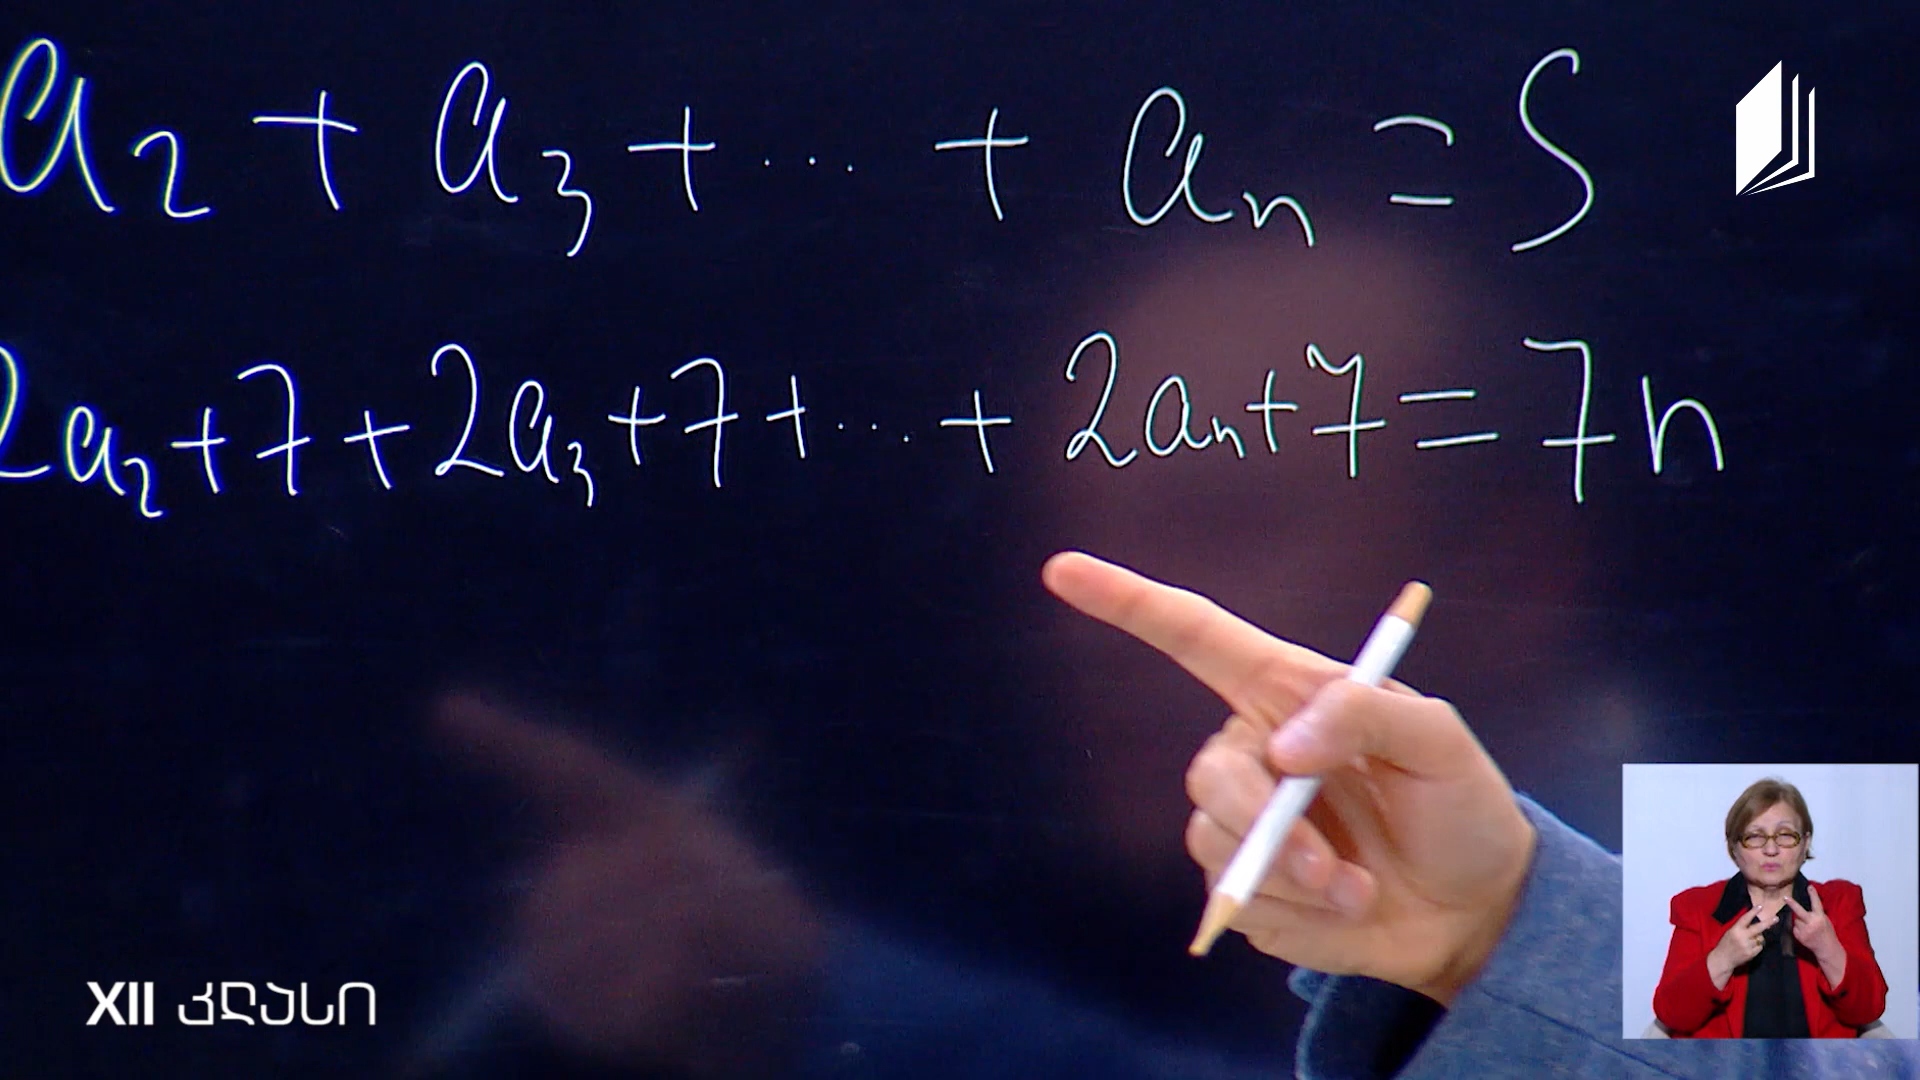 a₂ + a₃ + ... + aₙ = S
2a₂ + 7 + 2a₃ + 7 + ... + 2aₙ + 7 = 7n
XII კლასი